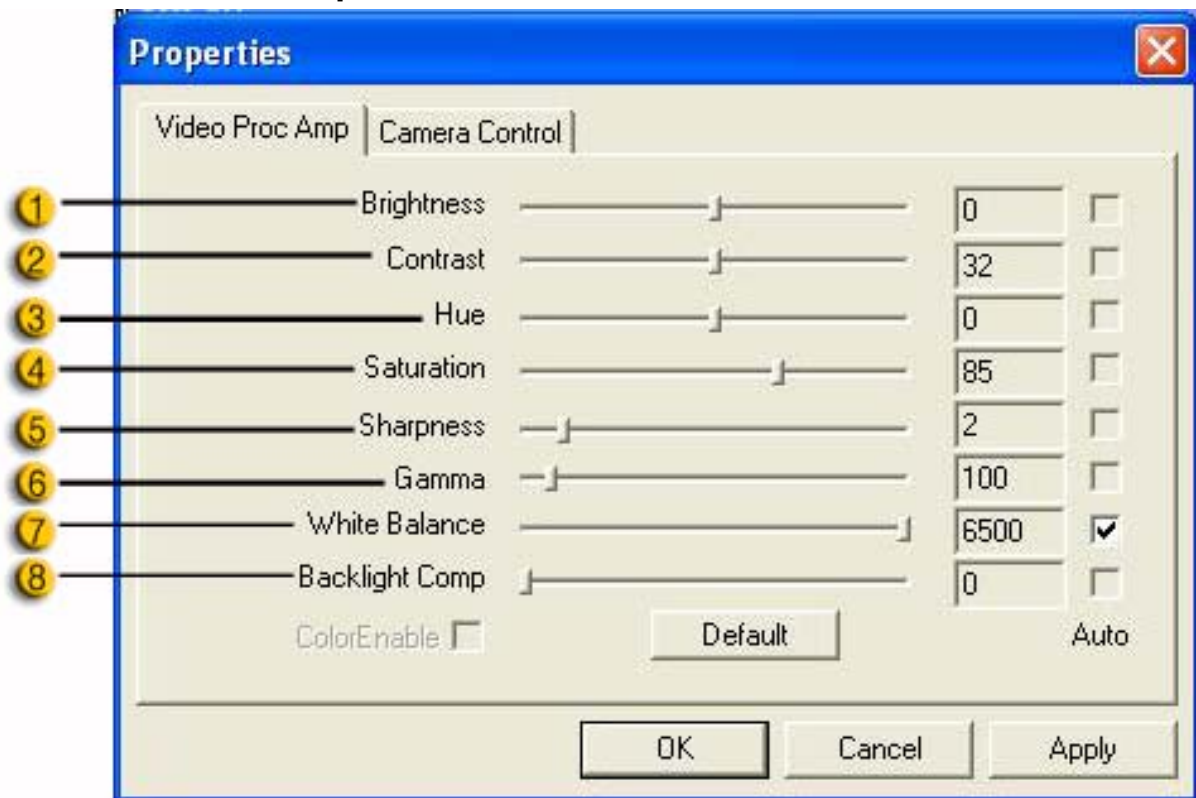 Properties
Video Proc Amp Camera Control
1 Brightness 0
2 Contrast 32
3 Hue 0
4 Saturation 85
5 Sharpness 2
6 Gamma 100
7 White Balance 6500
8 Backlight Comp 0
ColorEnable Default Auto
OK Cancel Apply